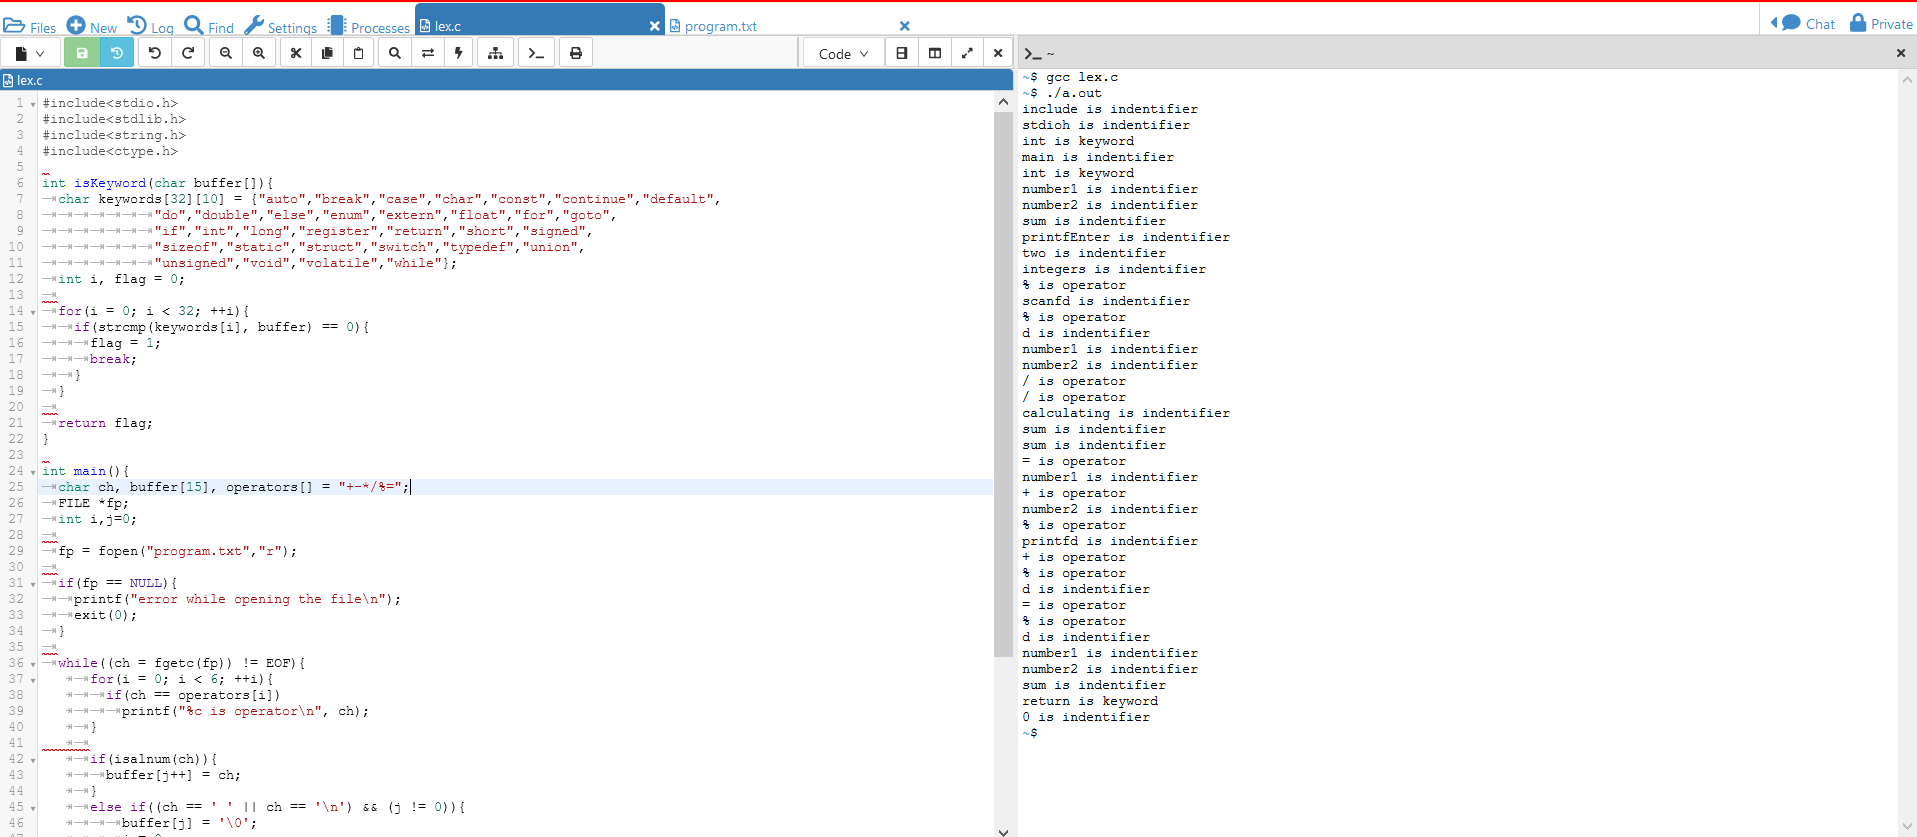 Files New Log Find Settings Processes lex.c program.txt Chat Private
Code
~
lex.c
1 #include<stdio.h>
2 #include<stdlib.h>
3 #include<string.h>
4 #include<ctype.h>
5
6 int isKeyword(char buffer[]){
7 char keywords[32][10] = {"auto","break","case","char","const","continue","default",
8 "do","double","else","enum","extern","float","for","goto",
9 "if","int","long","register","return","short","signed",
10 "sizeof","static","struct","switch","typedef","union",
11 "unsigned","void","volatile","while"};
12 int i, flag = 0;
13
14 for(i = 0; i < 32; ++i){
15 if(strcmp(keywords[i], buffer) == 0){
16 flag = 1;
17 break;
18 }
19 }
20
21 return flag;
22 }
23
24 int main(){
25 char ch, buffer[15], operators[] = "+-*/%=";
26 FILE *fp;
27 int i,j=0;
28
29 fp = fopen("program.txt","r");
30
31 if(fp == NULL){
32 printf("error while opening the file\n");
33 exit(0);
34 }
35
36 while((ch = fgetc(fp)) != EOF){
37 for(i = 0; i < 6; ++i){
38 if(ch == operators[i])
39 printf("%c is operator\n", ch);
40 }
41
42 if(isalnum(ch)){
43 buffer[j++] = ch;
44 }
45 else if((ch == ' ' || ch == '\n') && (j != 0)){
46 buffer[j] = '\0';
~$ gcc lex.c
~$ ./a.out
include is indentifier
stdioh is indentifier
int is keyword
main is indentifier
int is keyword
number1 is indentifier
number2 is indentifier
sum is indentifier
printfEnter is indentifier
two is indentifier
integers is indentifier
% is operator
scanfd is indentifier
% is operator
d is indentifier
number1 is indentifier
number2 is indentifier
/ is operator
/ is operator
calculating is indentifier
sum is indentifier
sum is indentifier
= is operator
number1 is indentifier
+ is operator
number2 is indentifier
% is operator
printfd is indentifier
+ is operator
% is operator
d is indentifier
= is operator
% is operator
d is indentifier
number1 is indentifier
number2 is indentifier
sum is indentifier
return is keyword
0 is indentifier
~$